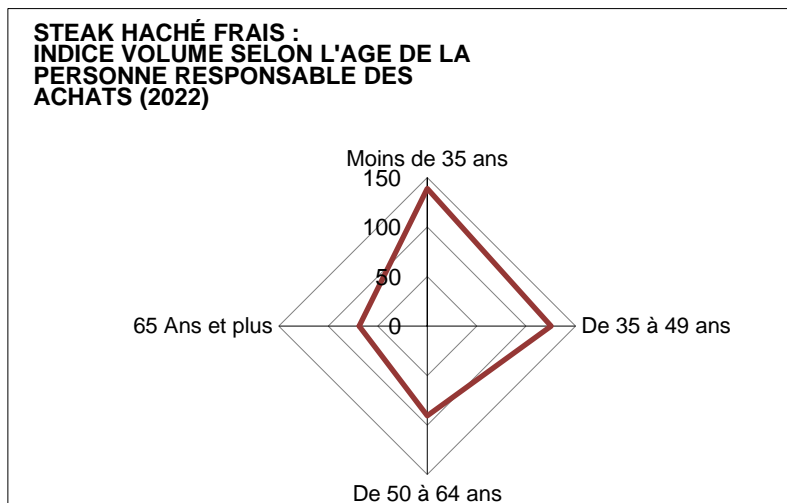 STEAK HACHÉ FRAIS :
INDICE VOLUME SELON L'AGE DE LA
PERSONNE RESPONSABLE DES
ACHATS (2022)
Moins de 35 ans
150
100
50
65 Ans et plus
0
De 35 à 49 ans
De 50 à 64 ans